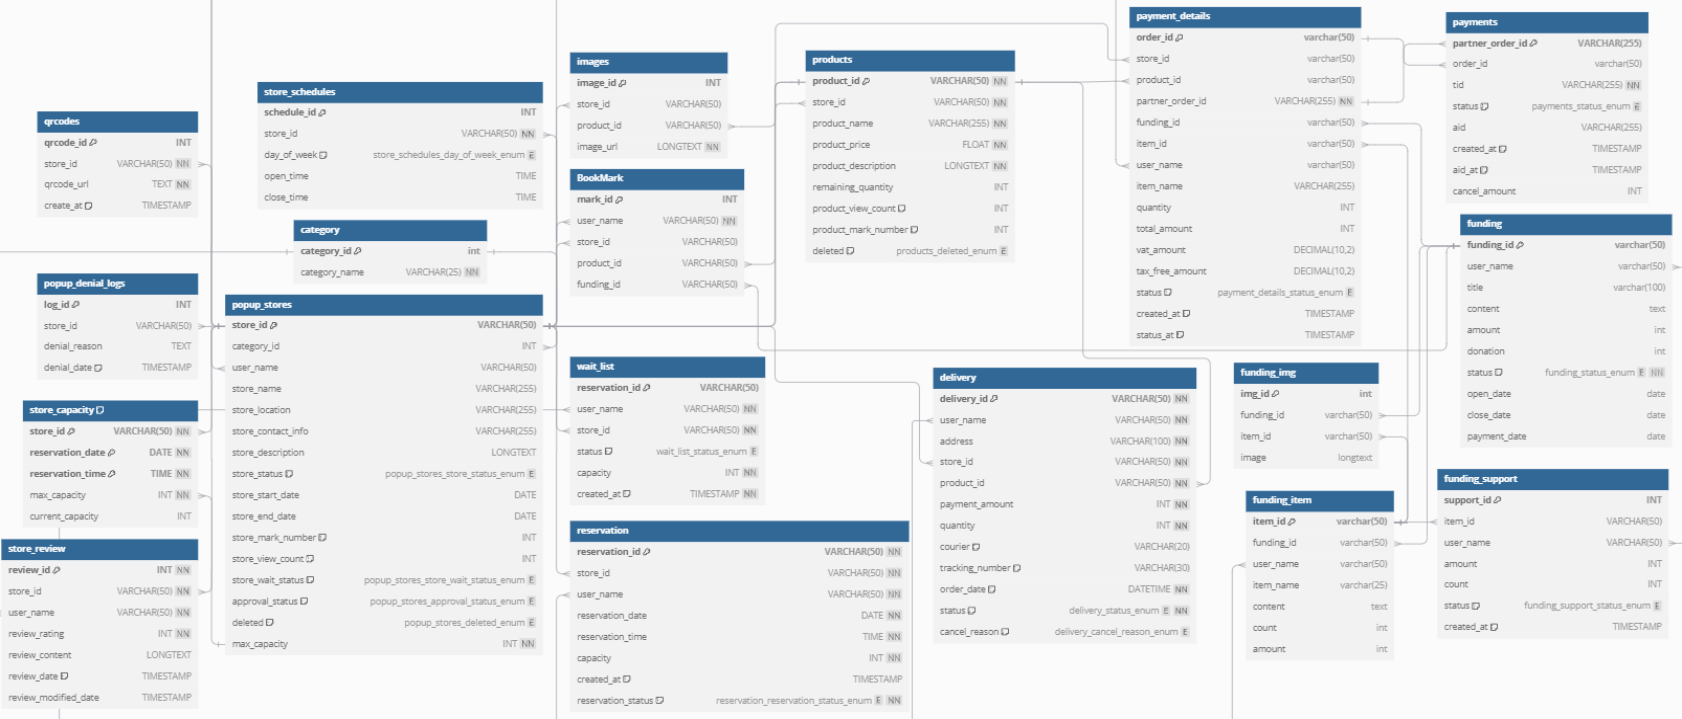 qrcodes
qrcode_id INT
store_id VARCHAR(50) NN
qrcode_url TEXT NN
create_at TIMESTAMP
popup_denial_logs
log_id INT
store_id VARCHAR(50)
denial_reason TEXT
denial_date TIMESTAMP
store_capacity
store_id VARCHAR(50) NN
reservation_date DATE NN
reservation_time TIME NN
max_capacity INT NN
current_capacity INT
store_review
review_id INT NN
store_id VARCHAR(50) NN
user_name VARCHAR(50) NN
review_rating INT NN
review_content LONGTEXT
review_date TIMESTAMP
review_modified_date TIMESTAMP
store_schedules
schedule_id INT
store_id VARCHAR(50) NN
day_of_week store_schedules_day_of_week_enum E
open_time TIME
close_time TIME
category
category_id int
category_name VARCHAR(25) NN
popup_stores
store_id VARCHAR(50)
category_id INT
user_name VARCHAR(50)
store_name VARCHAR(255)
store_location VARCHAR(255)
store_contact_info VARCHAR(255)
store_description LONGTEXT
store_status popup_stores_store_status_enum E
store_start_date DATE
store_end_date DATE
store_mark_number INT
store_view_count INT
store_wait_status popup_stores_store_wait_status_enum E
approval_status popup_stores_approval_status_enum E
deleted popup_stores_deleted_enum E
max_capacity INT NN
images
image_id INT
store_id VARCHAR(50)
product_id VARCHAR(50)
image_url LONGTEXT NN
BookMark
mark_id INT
user_name VARCHAR(50) NN
store_id VARCHAR(50)
product_id VARCHAR(50)
funding_id VARCHAR(50)
wait_list
reservation_id VARCHAR(50)
user_name VARCHAR(50) NN
store_id VARCHAR(50) NN
status wait_list_status_enum E
capacity INT NN
created_at TIMESTAMP NN
reservation
reservation_id VARCHAR(50) NN
store_id VARCHAR(50) NN
user_name VARCHAR(50) NN
reservation_date DATE NN
reservation_time TIME NN
capacity INT NN
created_at TIMESTAMP
reservation_status reservation_reservation_status_enum E NN
products
product_id VARCHAR(50) NN
store_id VARCHAR(50) NN
product_name VARCHAR(255) NN
product_price FLOAT NN
product_description LONGTEXT NN
remaining_quantity INT
product_view_count INT
product_mark_number INT
deleted products_deleted_enum E
delivery
delivery_id VARCHAR(50) NN
user_name VARCHAR(50) NN
address VARCHAR(100) NN
store_id VARCHAR(50) NN
product_id VARCHAR(50) NN
payment_amount INT NN
quantity INT NN
courier VARCHAR(20)
tracking_number VARCHAR(30)
order_date DATETIME NN
status delivery_status_enum E NN
cancel_reason delivery_cancel_reason_enum E
payment_details
order_id varchar(50)
store_id varchar(50)
product_id varchar(50)
partner_order_id VARCHAR(255) NN
funding_id varchar(50)
item_id varchar(50)
user_name varchar(50)
item_name VARCHAR(255)
quantity INT
total_amount INT
vat_amount DECIMAL(10,2)
tax_free_amount DECIMAL(10,2)
status payment_details_status_enum E
created_at TIMESTAMP
status_at TIMESTAMP
payments
partner_order_id VARCHAR(255)
order_id varchar(50)
tid VARCHAR(255) NN
status payments_status_enum E
aid VARCHAR(255)
created_at TIMESTAMP
aid_at TIMESTAMP
cancel_amount INT
funding
funding_id varchar(50)
user_name varchar(50)
title varchar(100)
content text
amount int
donation int
status funding_status_enum E NN
open_date date
close_date date
payment_date date
funding_img
img_id int
funding_id varchar(50)
item_id varchar(50)
image longtext
funding_item
item_id varchar(50)
funding_id varchar(50)
user_name varchar(50)
item_name varchar(25)
content text
count int
amount int
funding_support
support_id INT
item_id VARCHAR(50)
user_name VARCHAR(50)
amount INT
count INT
status funding_support_status_enum E
created_at TIMESTAMP